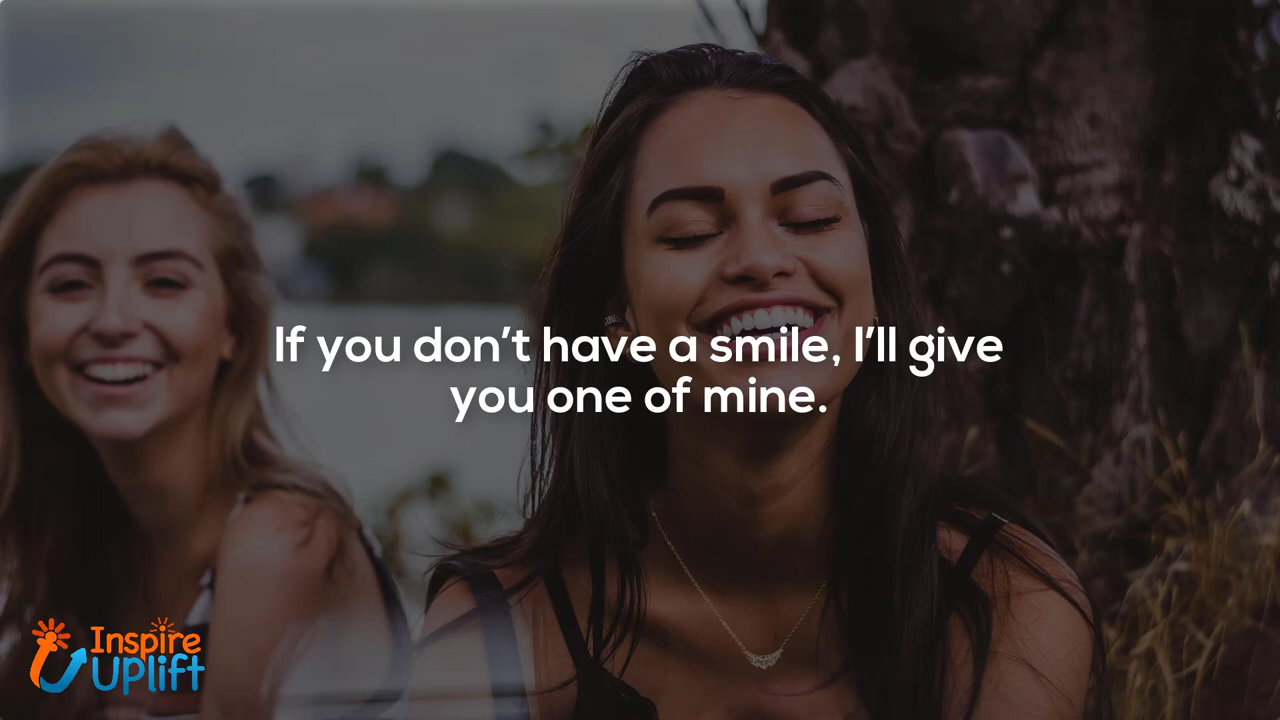 If you don’t have a smile, I’ll give
you one of mine.
Inspire
Uplift